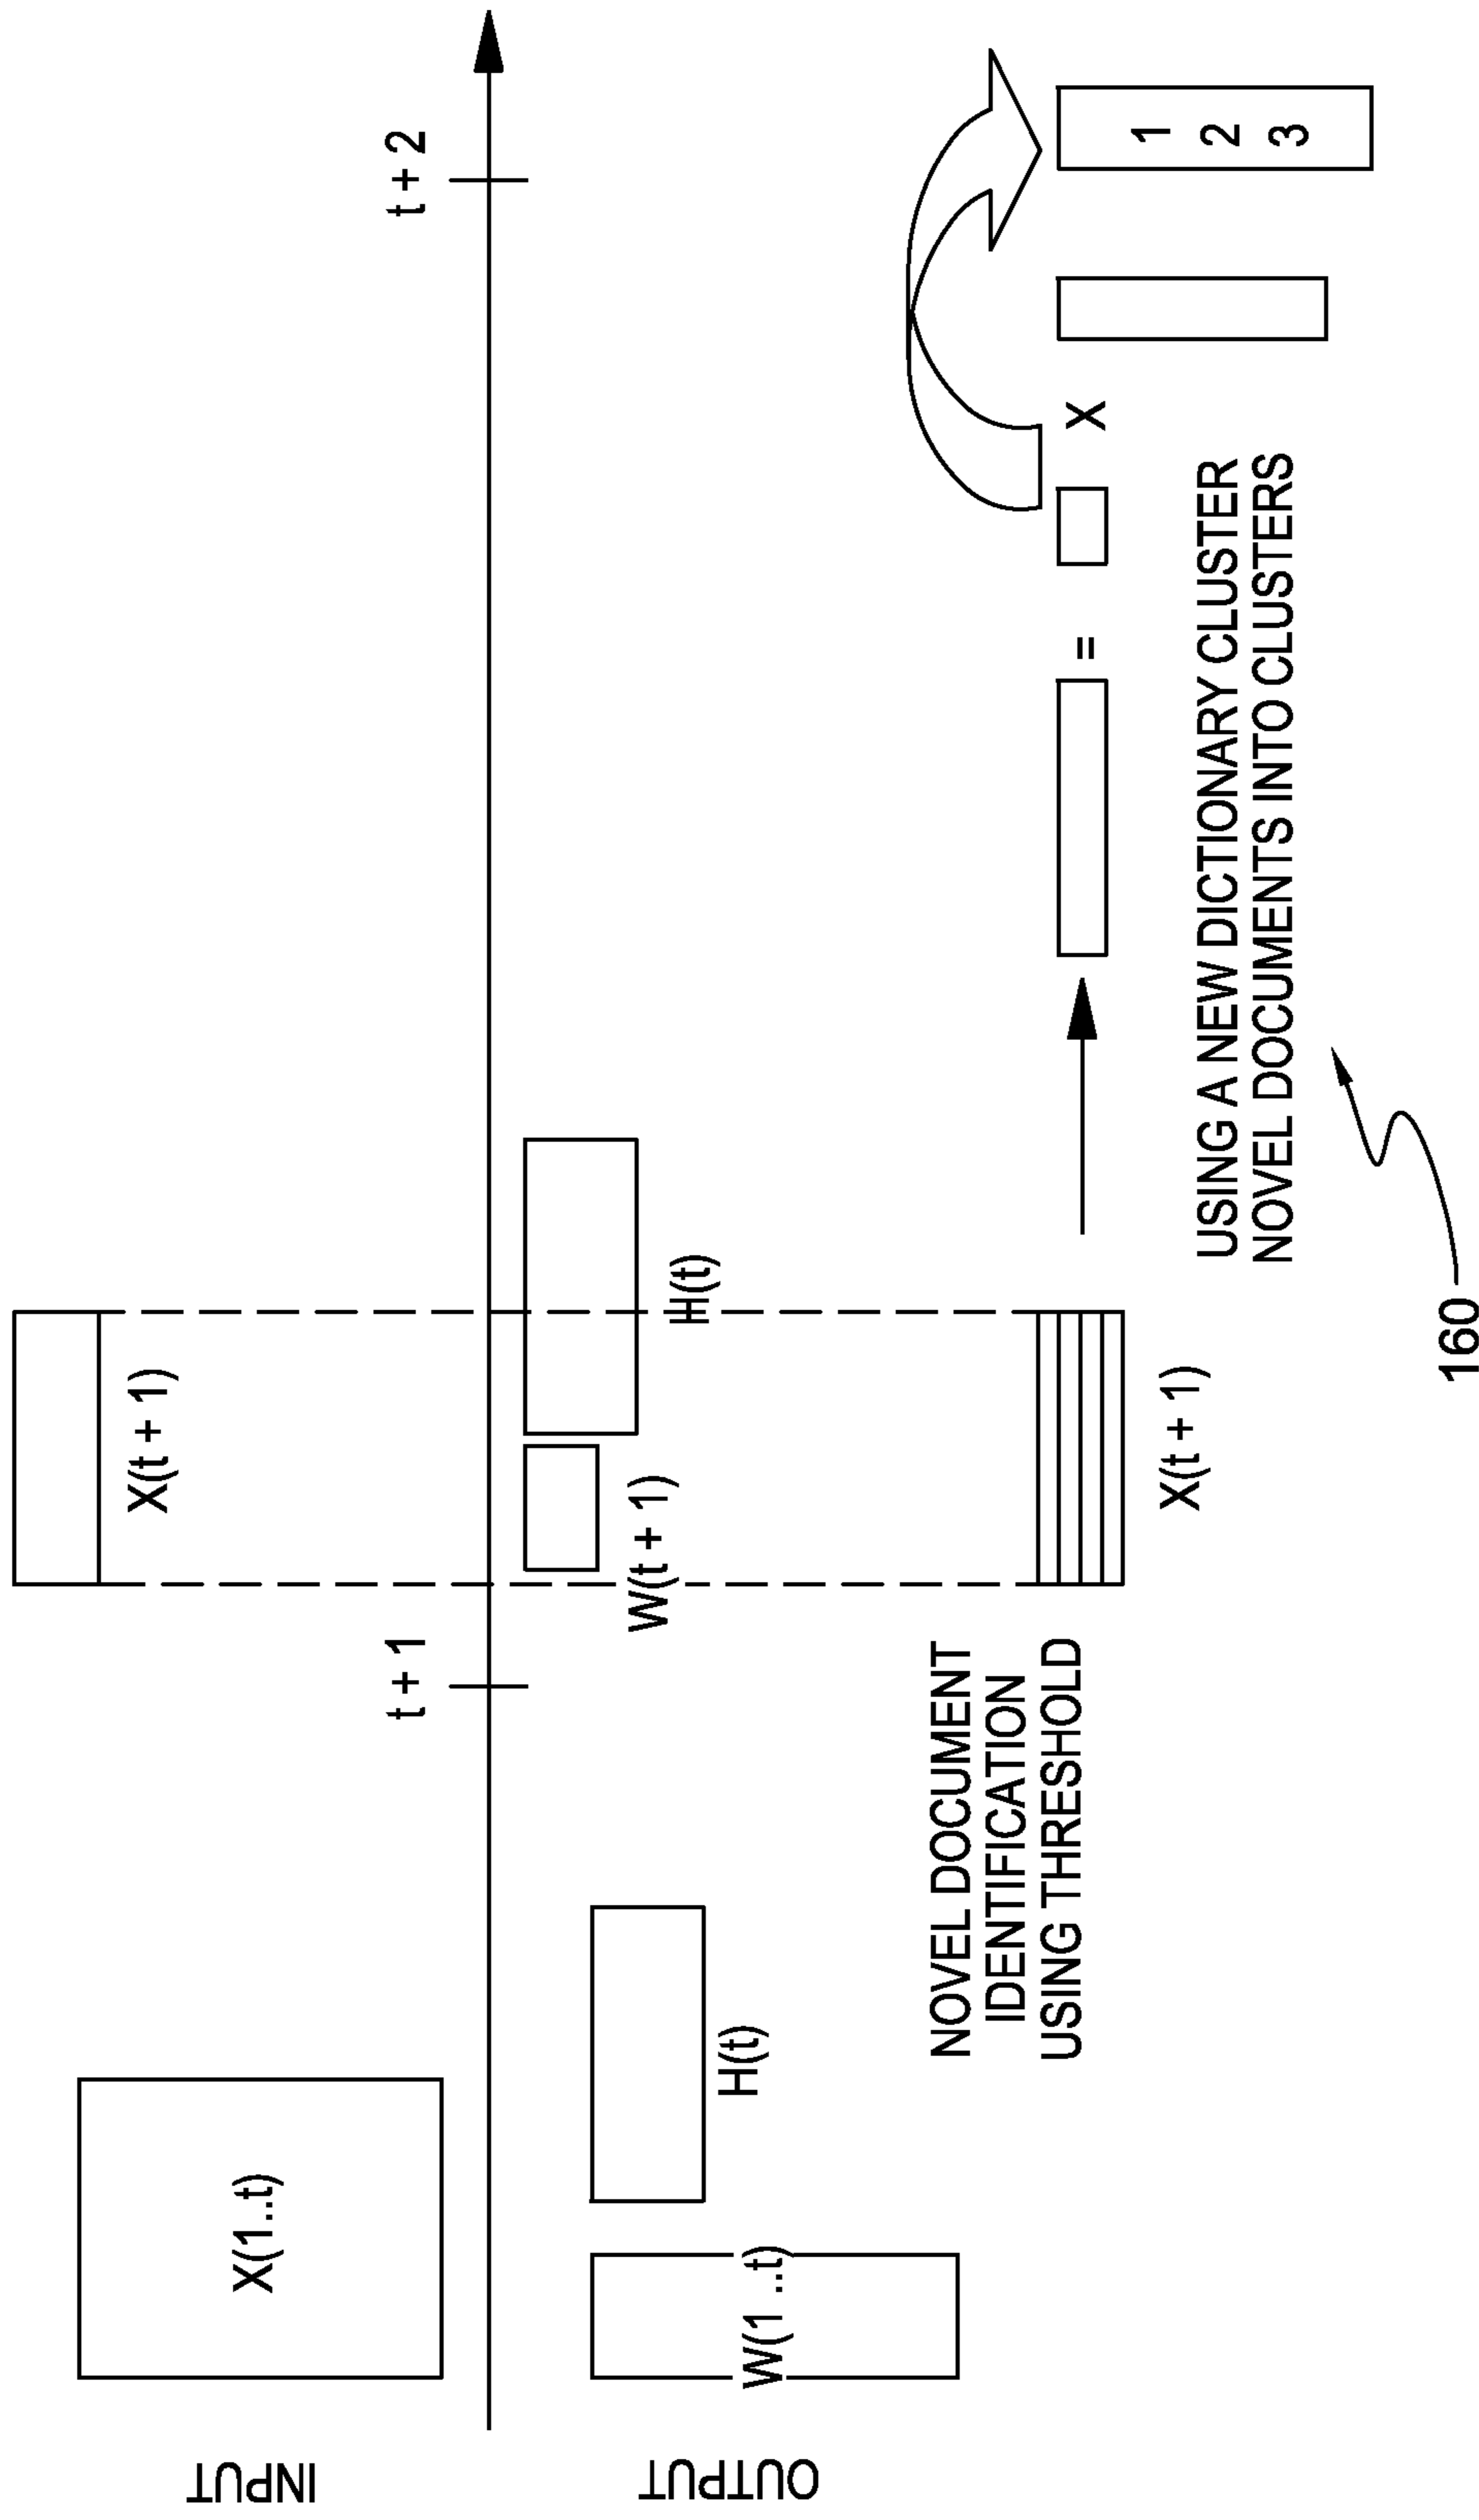 INPUT
X(1..t)
X(t + 1)
t + 1
t + 2
OUTPUT
W(1 ..t)
H(t)
W(t + 1)
H(t)
NOVEL DOCUMENT
IDENTIFICATION
USING THRESHOLD
X(t + 1)
=
X
1
2
3
USING A NEW DICTIONARY CLUSTER
NOVEL DOCUMENTS INTO CLUSTERS
160